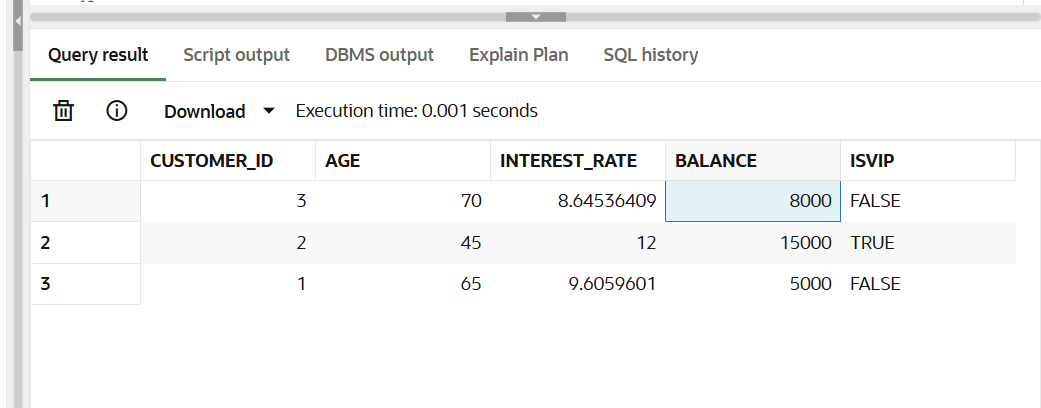 Query result Script output DBMS output Explain Plan SQL history
Download Execution time: 0.001 seconds
CUSTOMER_ID AGE INTEREST_RATE BALANCE ISVIP
1 3 70 8.64536409 8000 FALSE
2 2 45 12 15000 TRUE
3 1 65 9.6059601 5000 FALSE